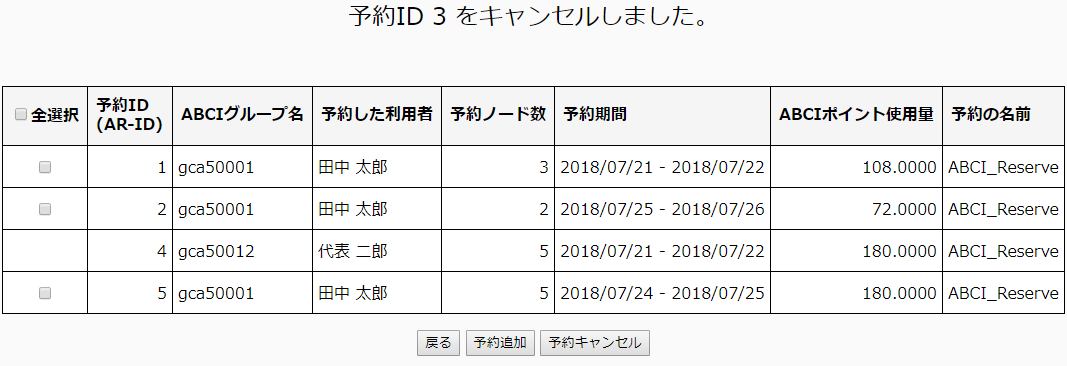 予約ID 3 をキャンセルしました。
全選択 予約ID (AR-ID) ABCIグループ名 予約した利用者 予約ノード数 予約期間 ABCIポイント使用量 予約の名前
1 gca50001 田中 太郎 3 2018/07/21 - 2018/07/22 108.0000 ABCI_Reserve
2 gca50001 田中 太郎 2 2018/07/25 - 2018/07/26 72.0000 ABCI_Reserve
4 gca50012 代表 二郎 5 2018/07/21 - 2018/07/22 180.0000 ABCI_Reserve
5 gca50001 田中 太郎 5 2018/07/24 - 2018/07/25 180.0000 ABCI_Reserve
戻る 予約追加 予約キャンセル